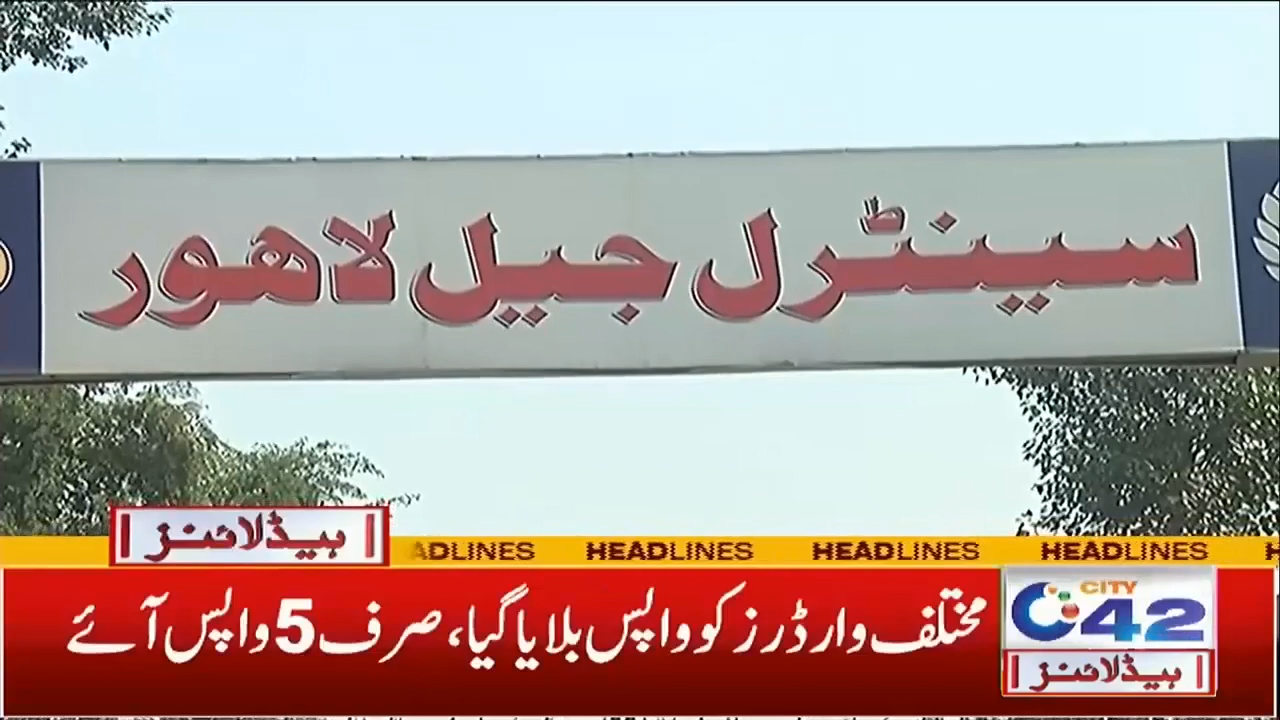 سینٹرل جیل لاہور
ہیڈلائنز
ADLINES HEADLINES HEADLINES HEADLINES
CITY
42
مختلف وارڈرز کو واپس بلایا گیا، صرف 5 واپس آئے
ہیڈلائنز